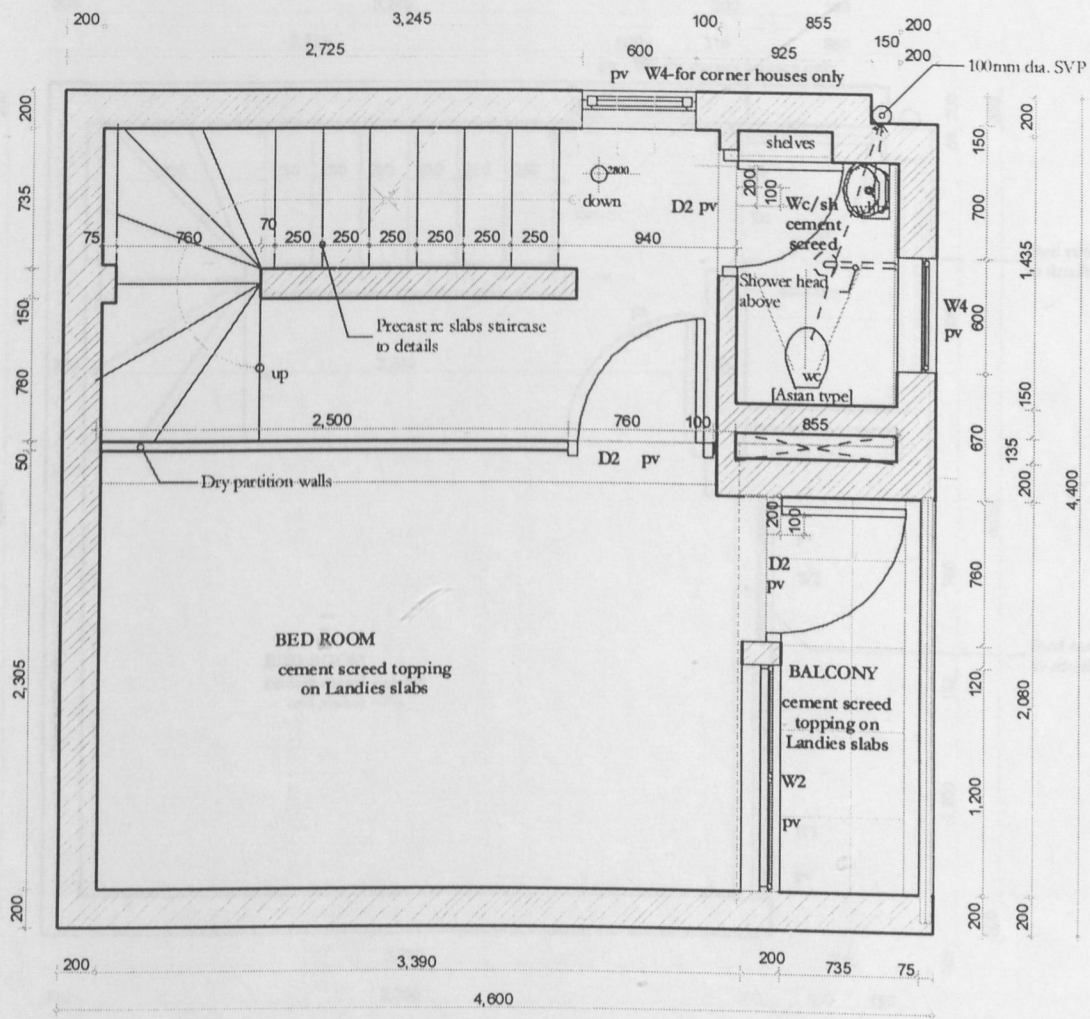 200
3,245
100
855
200
2,725
600
925
150
200
pv W4-for corner houses only
100mm dia. SVP
200
735
150
760
50
2,305
200
shelves
2800
down
D2 pv
200
100
Wc/sh
cement
screed
whb
75
760
70
250
250
250
250
250
250
940
Shower head
above
Precast rc slabs staircase
to details
up
wc
[Asian type]
W4
pv
2,500
760
100
855
D2 pv
Dry partition walls
200
100
D2
pv
BED ROOM
cement screed topping
on Landies slabs
BALCONY
cement screed
topping on
Landies slabs
W2
pv
150
700
600
150
670
760
120
1,200
200
200
1,435
135
200
2,080
200
4,400
200
3,390
200
735
75
4,600